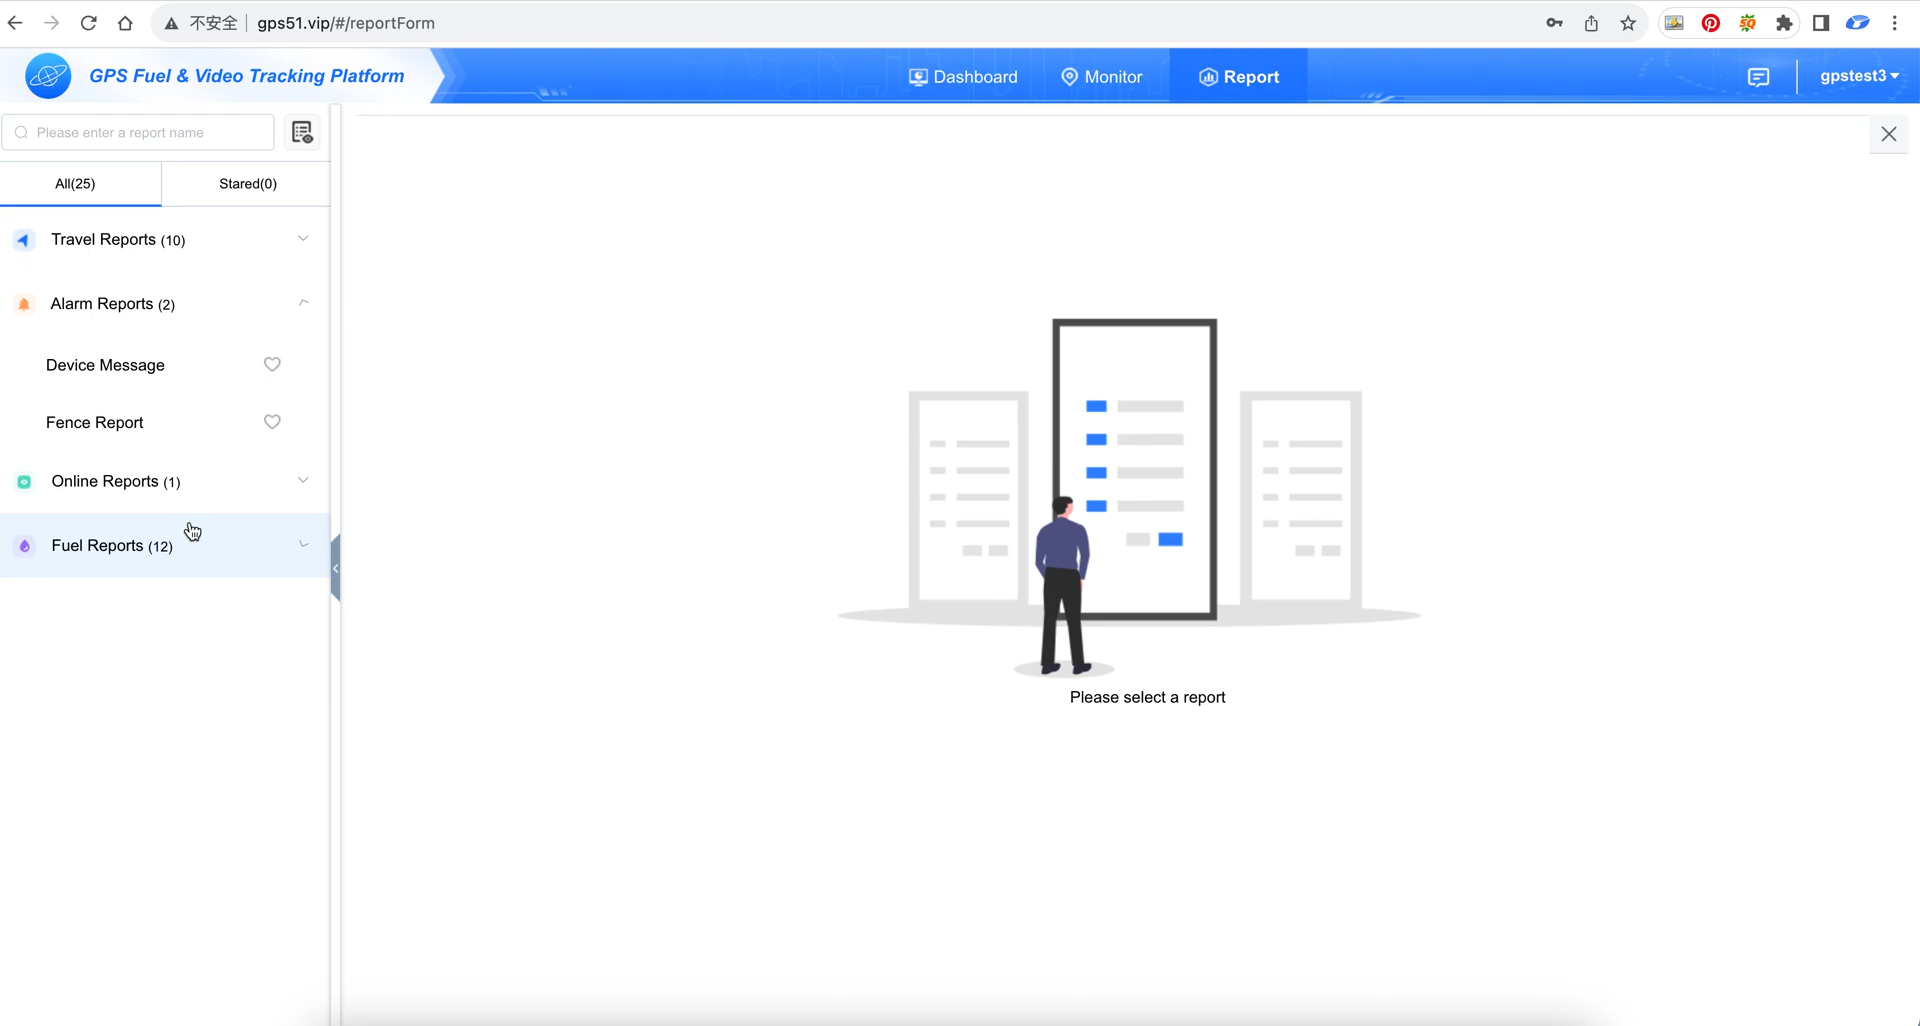 不安全 gps51.vip/#/reportForm
GPS Fuel & Video Tracking Platform
Dashboard
Monitor
Report
gpstest3
Please enter a report name
All(25)
Stared(0)
Travel Reports (10)
Alarm Reports (2)
Device Message
Fence Report
Online Reports (1)
Fuel Reports (12)
Please select a report